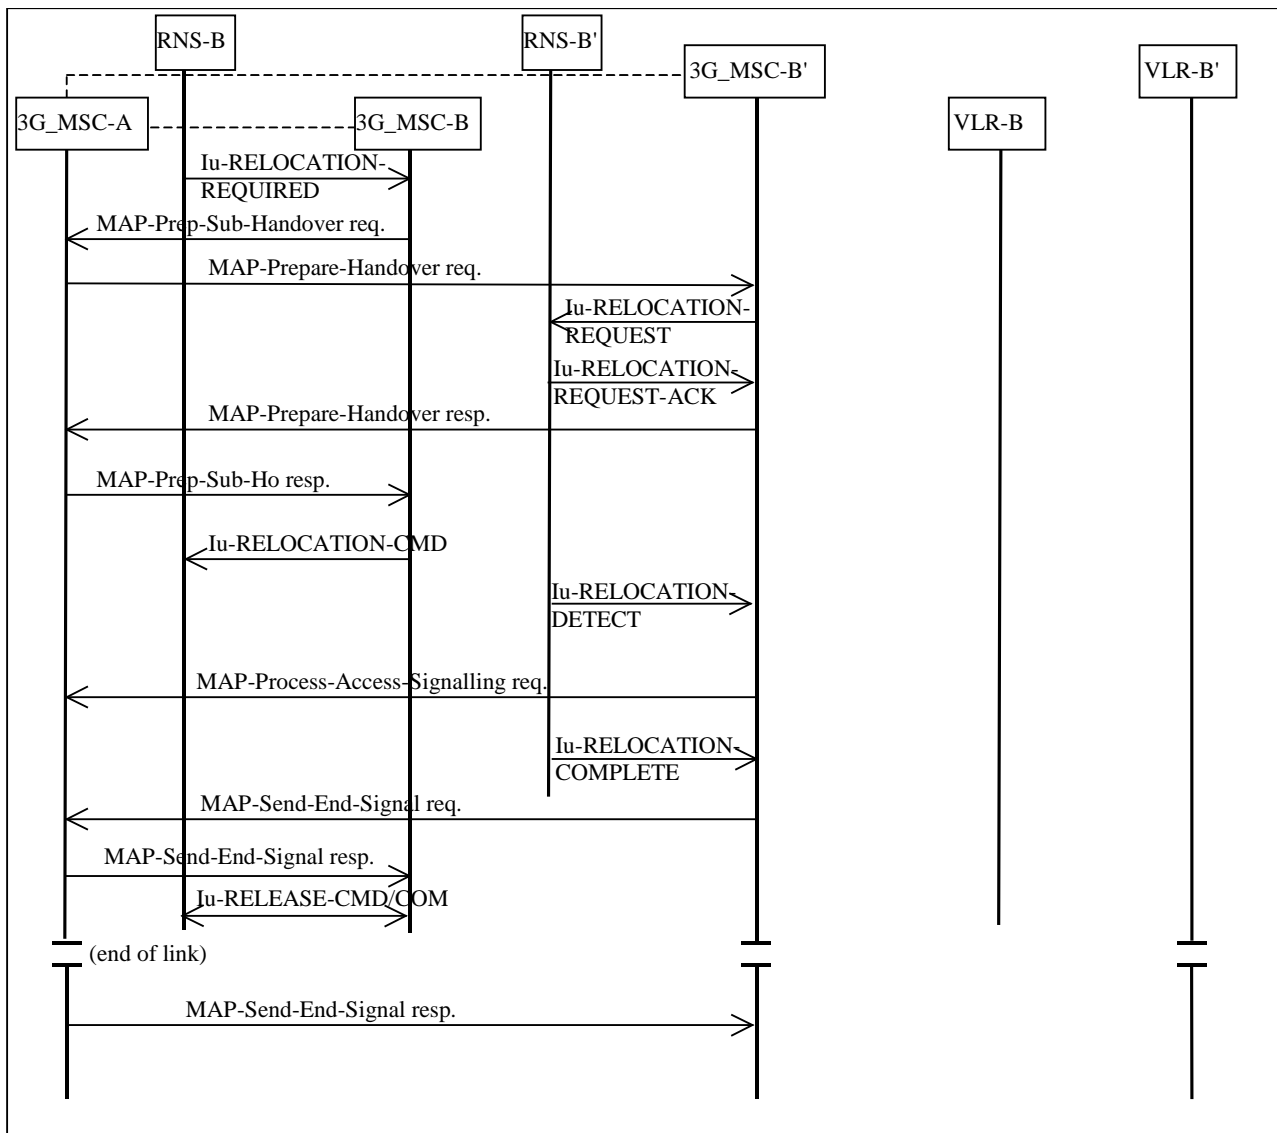 RNS-B
RNS-B'
3G_MSC-B'
VLR-B'
3G_MSC-A
3G_MSC-B
VLR-B
Iu-RELOCATION-
REQUIRED
MAP-Prep-Sub-Handover req.
MAP-Prepare-Handover req.
Iu-RELOCATION-
REQUEST
Iu-RELOCATION-
REQUEST-ACK
MAP-Prepare-Handover resp.
MAP-Prep-Sub-Ho resp.
Iu-RELOCATION-CMD
Iu-RELOCATION-
DETECT
MAP-Process-Access-Signalling req.
Iu-RELOCATION-
COMPLETE
MAP-Send-End-Signal req.
MAP-Send-End-Signal resp.
Iu-RELEASE-CMD/COM
(end of link)
MAP-Send-End-Signal resp.